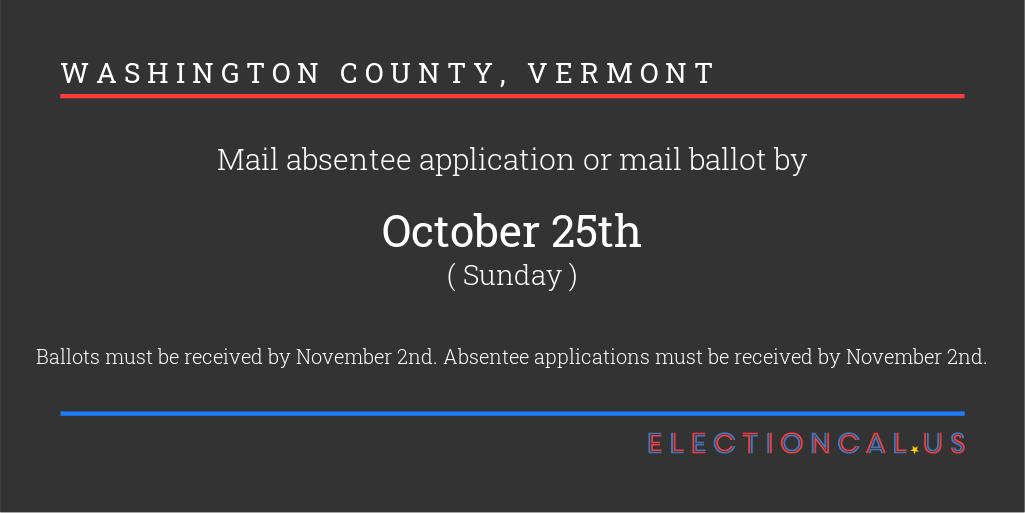 WASHINGTON COUNTY, VERMONT
Mail absentee application or mail ballot by
October 25th
( Sunday )
Ballots must be received by November 2nd. Absentee applications must be received by November 2nd.
ELECTIONCAL.US